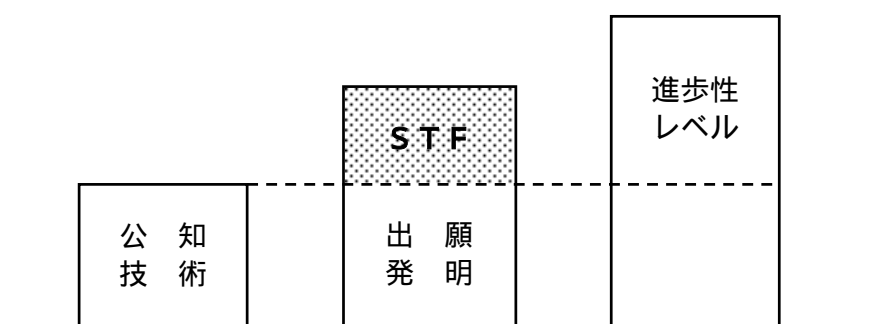 公　知
技　術
ＳＴＦ
出　願
発　明
進歩性
レベル